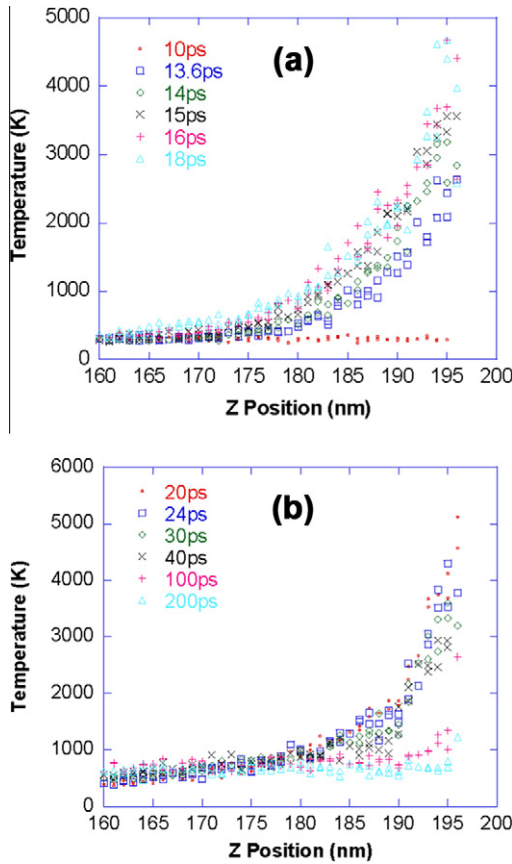 5000
(a)
10ps
13.6ps
4000
14ps
15ps
16ps
18ps
3000
Temperature (K)
2000
1000
0
160 165 170 175 180 185 190 195 200
Z Position (nm)
6000
(b)
20ps
24ps
5000
30ps
40ps
100ps
4000
200ps
Temperature (K)
3000
2000
1000
0
160 165 170 175 180 185 190 195 200
Z Position (nm)